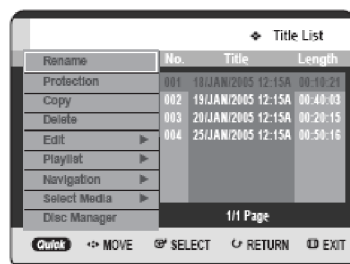 Title List
No. Title Length
Rename
Protection
Copy
Delete
Edit
Playlist
Navigation
Select Media
Disc Manager
001 18/JAN/2005 12:15A 00:10:21
002 19/JAN/2005 12:15A 00:40:03
003 20/JAN/2005 12:15A 00:20:15
004 25/JAN/2005 12:15A 00:50:16
1/1 Page
Quick MOVE SELECT RETURN EXIT